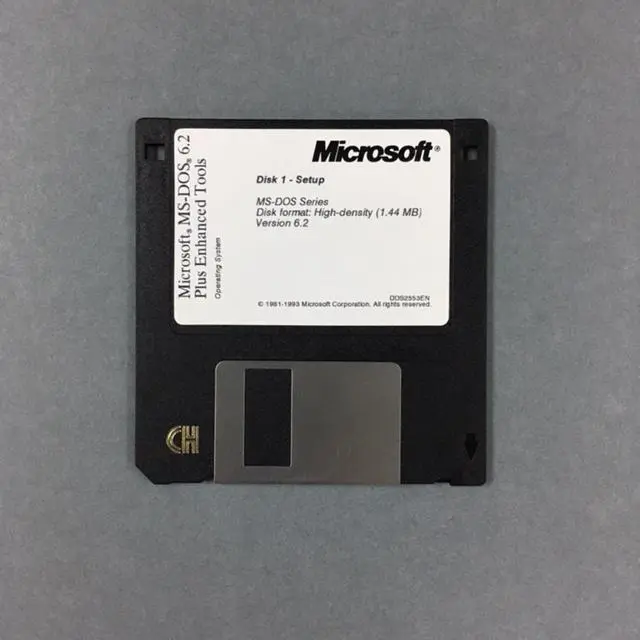 Microsoft® MS-DOS® 6.2
Plus Enhanced Tools
Operating System
Microsoft®
Disk 1 - Setup
MS-DOS Series
Disk format: High-density (1.44 MB)
Version 6.2
DDS2553EN
© 1981-1993 Microsoft Corporation. All rights reserved.
CH